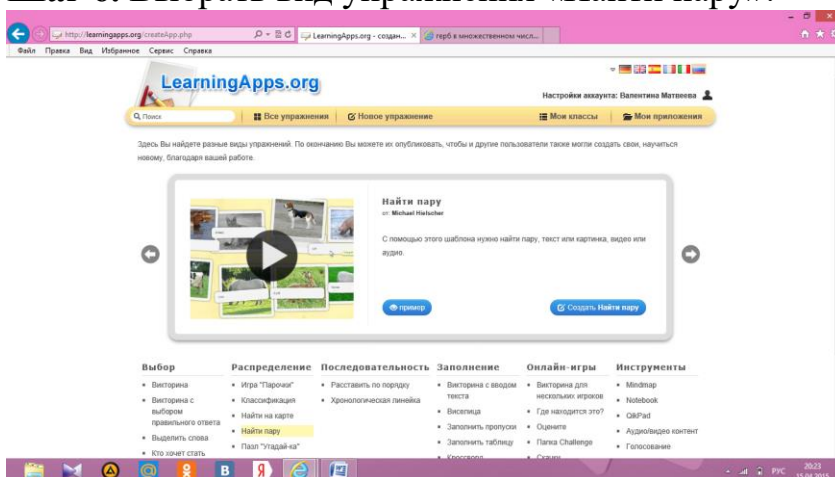 http://learningapps.org/createApp.php
LearningApps.org - создан...
герб в множественном числ...
Файл Правка Вид Избранное Сервис Справка
LearningApps.org
Настройки аккаунта: Валентина Матвеева
Поиск
Все упражнения
Новое упражнение
Мои классы
Мои приложения
Здесь Вы найдете разные виды упражнений. По окончанию Вы можете их опубликовать, чтобы и другие пользователи также могли создать свои, научиться
новому, благодаря вашей работе.
Найти пару
от: Michael Hielscher
С помощью этого шаблона нужно найти пару, текст или картинка, видео или
аудио.
пример
Создать Найти пару
Выбор
Викторина
Викторина с
выбором
правильного ответа
Выделить слова
Кто хочет стать
Распределение
Игра "Парочки"
Классификация
Найти на карте
Найти пару
Пазл "Угадай-ка"
Последовательность
Расставить по порядку
Хронологическая линейка
Заполнение
Викторина с вводом
текста
Виселица
Заполнить пропуски
Заполнить таблицу
Кроссворд
Онлайн-игры
Викторина для
нескольких игроков
Где находится это?
Оцените
Папка Challenge
Скачки
Инструменты
Mindmap
Notebook
QikPad
Аудио/видео контент
Голосование
РУС
20:23
15.04.2015